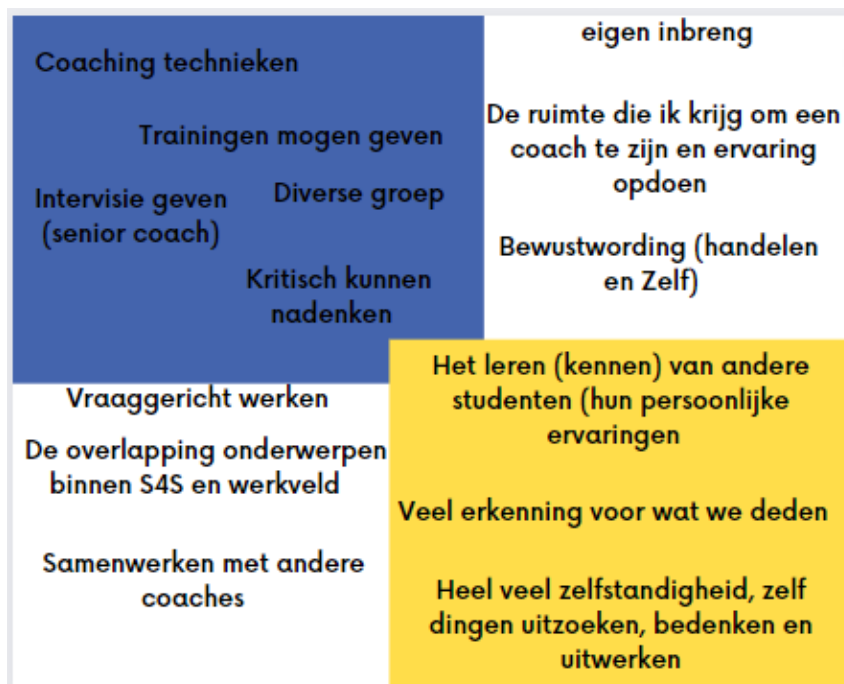 Coaching technieken
Trainingen mogen geven
Intervisie geven
(senior coach)
Diverse groep
Kritisch kunnen
nadenken
eigen inbreng
De ruimte die ik krijg om een
coach te zijn en ervaring
opdoen
Bewustwording (handelen
en Zelf)
Vraaggericht werken
De overlapping onderwerpen
binnen S4S en werkveld
Samenwerken met andere
coaches
Het leren (kennen) van andere
studenten (hun persoonlijke
ervaringen
Veel erkenning voor wat we deden
Heel veel zelfstandigheid, zelf
dingen uitzoeken, bedenken en
uitwerken